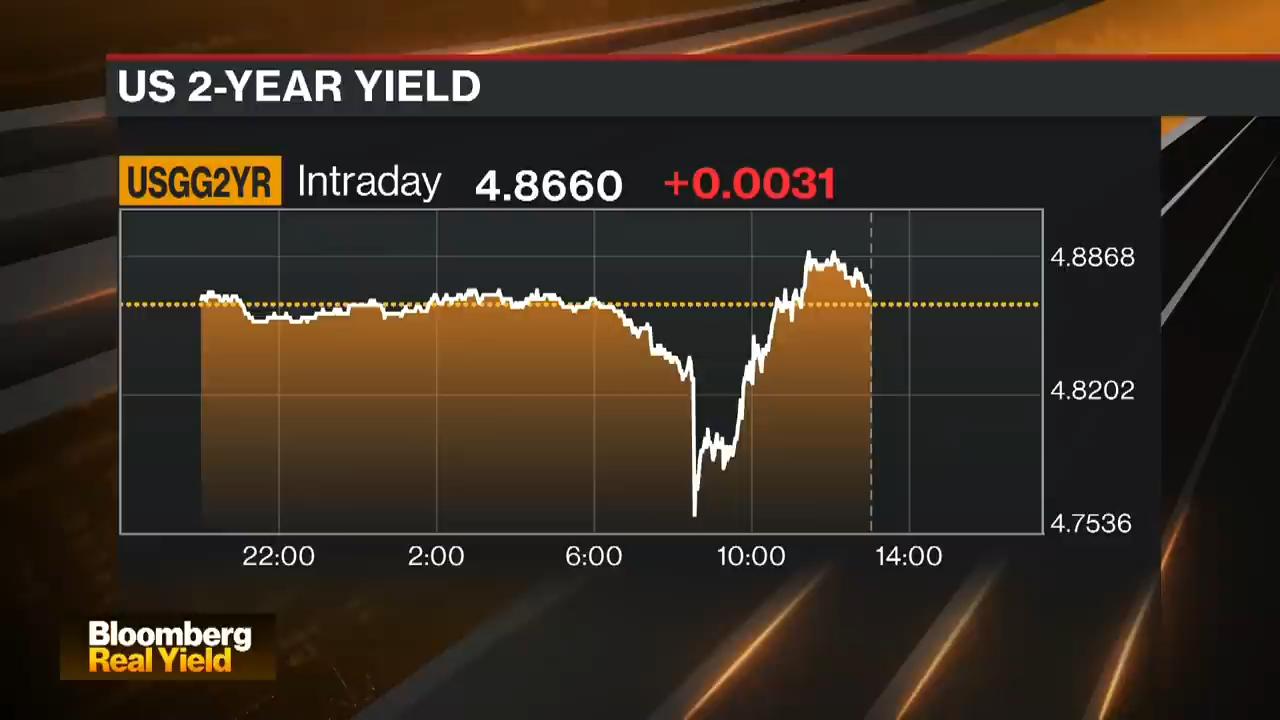 US 2-YEAR YIELD
USGG2YR Intraday 4.8660 +0.0031
4.8868
4.8202
4.7536
22:00 2:00 6:00 10:00 14:00
Bloomberg
Real Yield